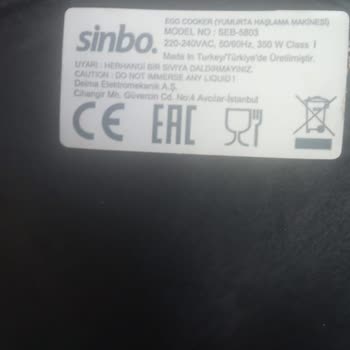 sinbo.
EGG COOKER (YUMURTA HAŞLAMA MAKİNESİ)
MODEL NO : SEB-5803
220-240VAC, 50/60Hz, 350 W Class I
Made in Turkey/Türkiye'de Üretilmiştir.
UYARI : HERHANGİ BİR SIVIYA DALDIRMAYINIZ.
CAUTION : DO NOT IMMERSE ANY LIQUID !
Deima Elektromekanik A.Ş.
Cihangir Mh. Güvercin Cd. No:4 Avcılar-İstanbul
CE EAC